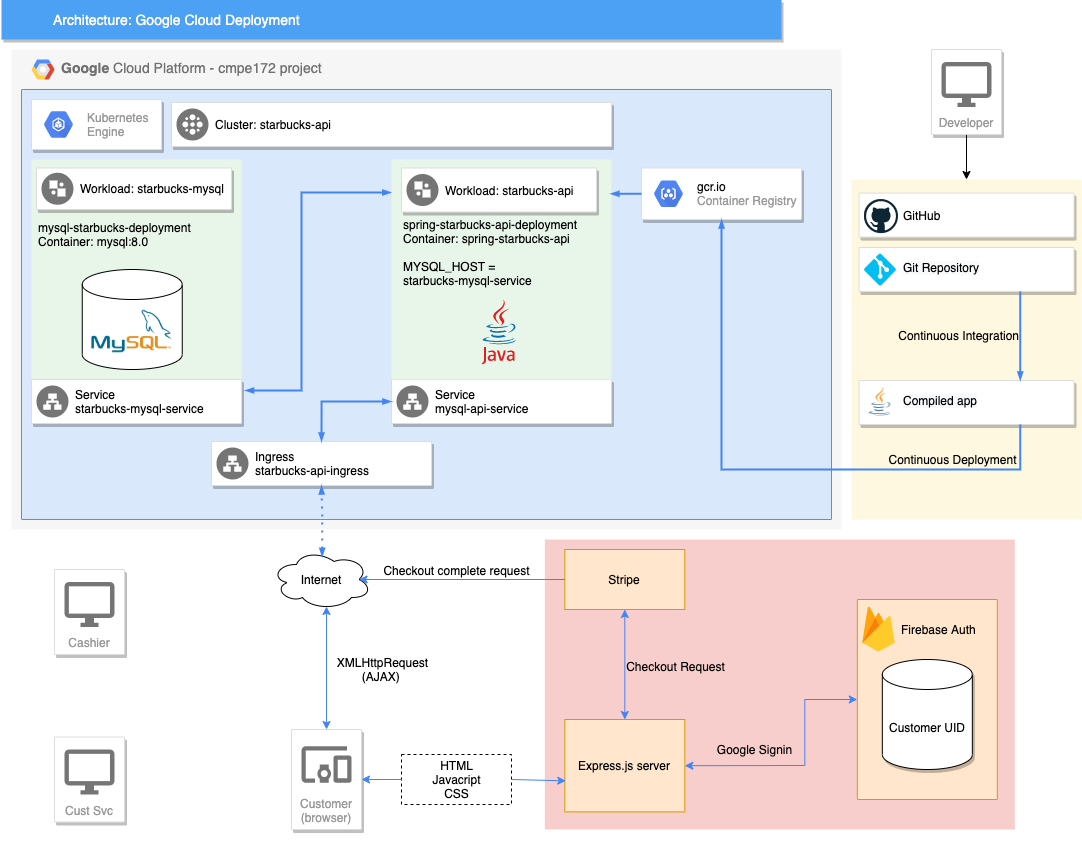 Architecture: Google Cloud Deployment
Google Cloud Platform - cmpe172 project
Kubernetes
Engine
Cluster: starbucks-api
Workload: starbucks-mysql
mysql-starbucks-deployment
Container: mysql:8.0
MySQL
Service
starbucks-mysql-service
Workload: starbucks-api
spring-starbucks-api-deployment
Container: spring-starbucks-api
MYSQL_HOST =
starbucks-mysql-service
Java
Service
mysql-api-service
gcr.io
Container Registry
Ingress
starbucks-api-ingress
Developer
GitHub
Git Repository
Continuous Integration
Compiled app
Continuous Deployment
Internet
Checkout complete request
Stripe
Cashier
XMLHttpRequest
(AJAX)
Checkout Request
Firebase Auth
Customer UID
Google Signin
Express.js server
HTML
Javacript
CSS
Customer
(browser)
Cust Svc